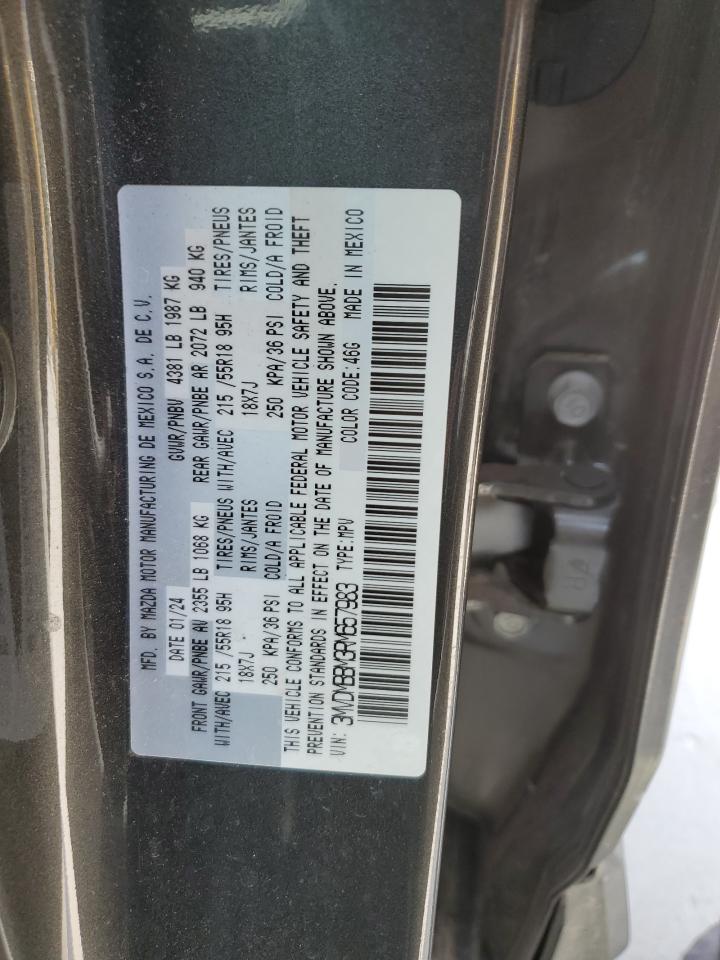 MFD. BY MAZDA MOTOR MANUFACTURING DE MEXICO S.A. DE C.V.
DATE 01/24 GVWR/PNBV 4381 LB 1987 KG
FRONT GAWR/PNBE AV 2355 LB 1068 KG REAR GAWR/PNBE AR 2072 LB 940 KG
WITH/AVEC 215 /55R18 95H TIRES/PNEUS WITH/AVEC 215 /55R18 95H TIRES/PNEUS
18X7J RIMS/JANTES 18X7J RIMS/JANTES
250 KPA/36 PSI COLD/A FROID 250 KPA/36 PSI COLD/A FROID
THIS VEHICLE CONFORMS TO ALL APPLICABLE FEDERAL MOTOR VEHICLE SAFETY AND THEFT
PREVENTION STANDARDS IN EFFECT ON THE DATE OF MANUFACTURE SHOWN ABOVE.
VIN: 3MVDMBBM3RM657983 TYPE:MPV COLOR CODE:46G MADE IN MEXICO